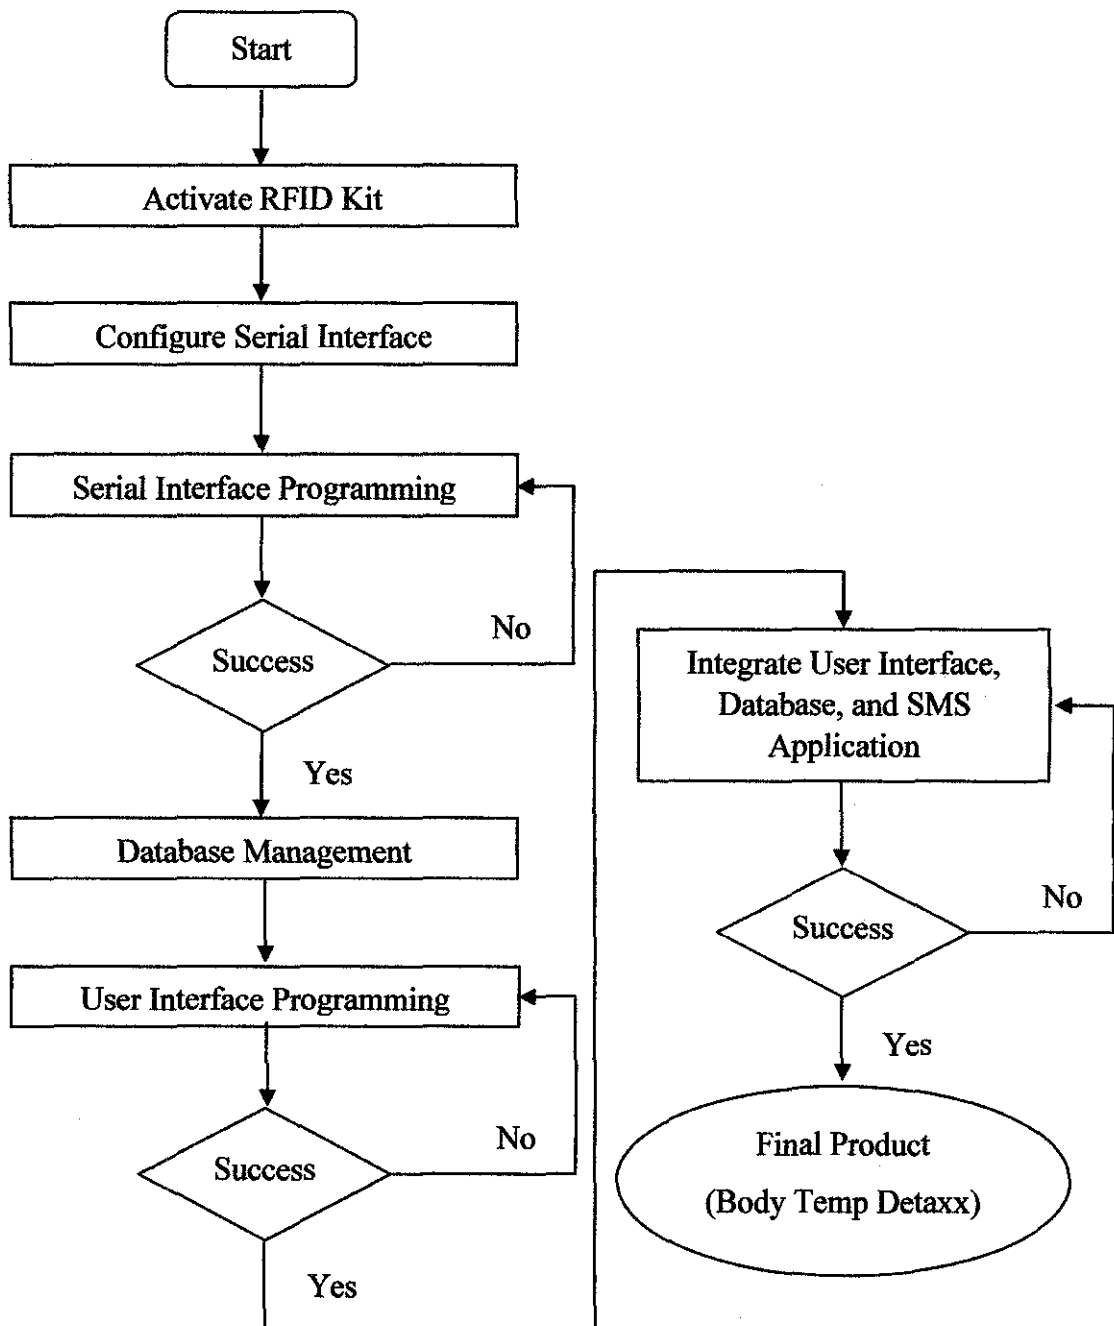 Start
Activate RFID Kit
Configure Serial Interface
Serial Interface Programming
Success
No
Yes
Database Management
User Interface Programming
Success
No
Yes
Integrate User Interface,
Database, and SMS
Application
Success
No
Yes
Final Product
(Body Temp Detaxx)